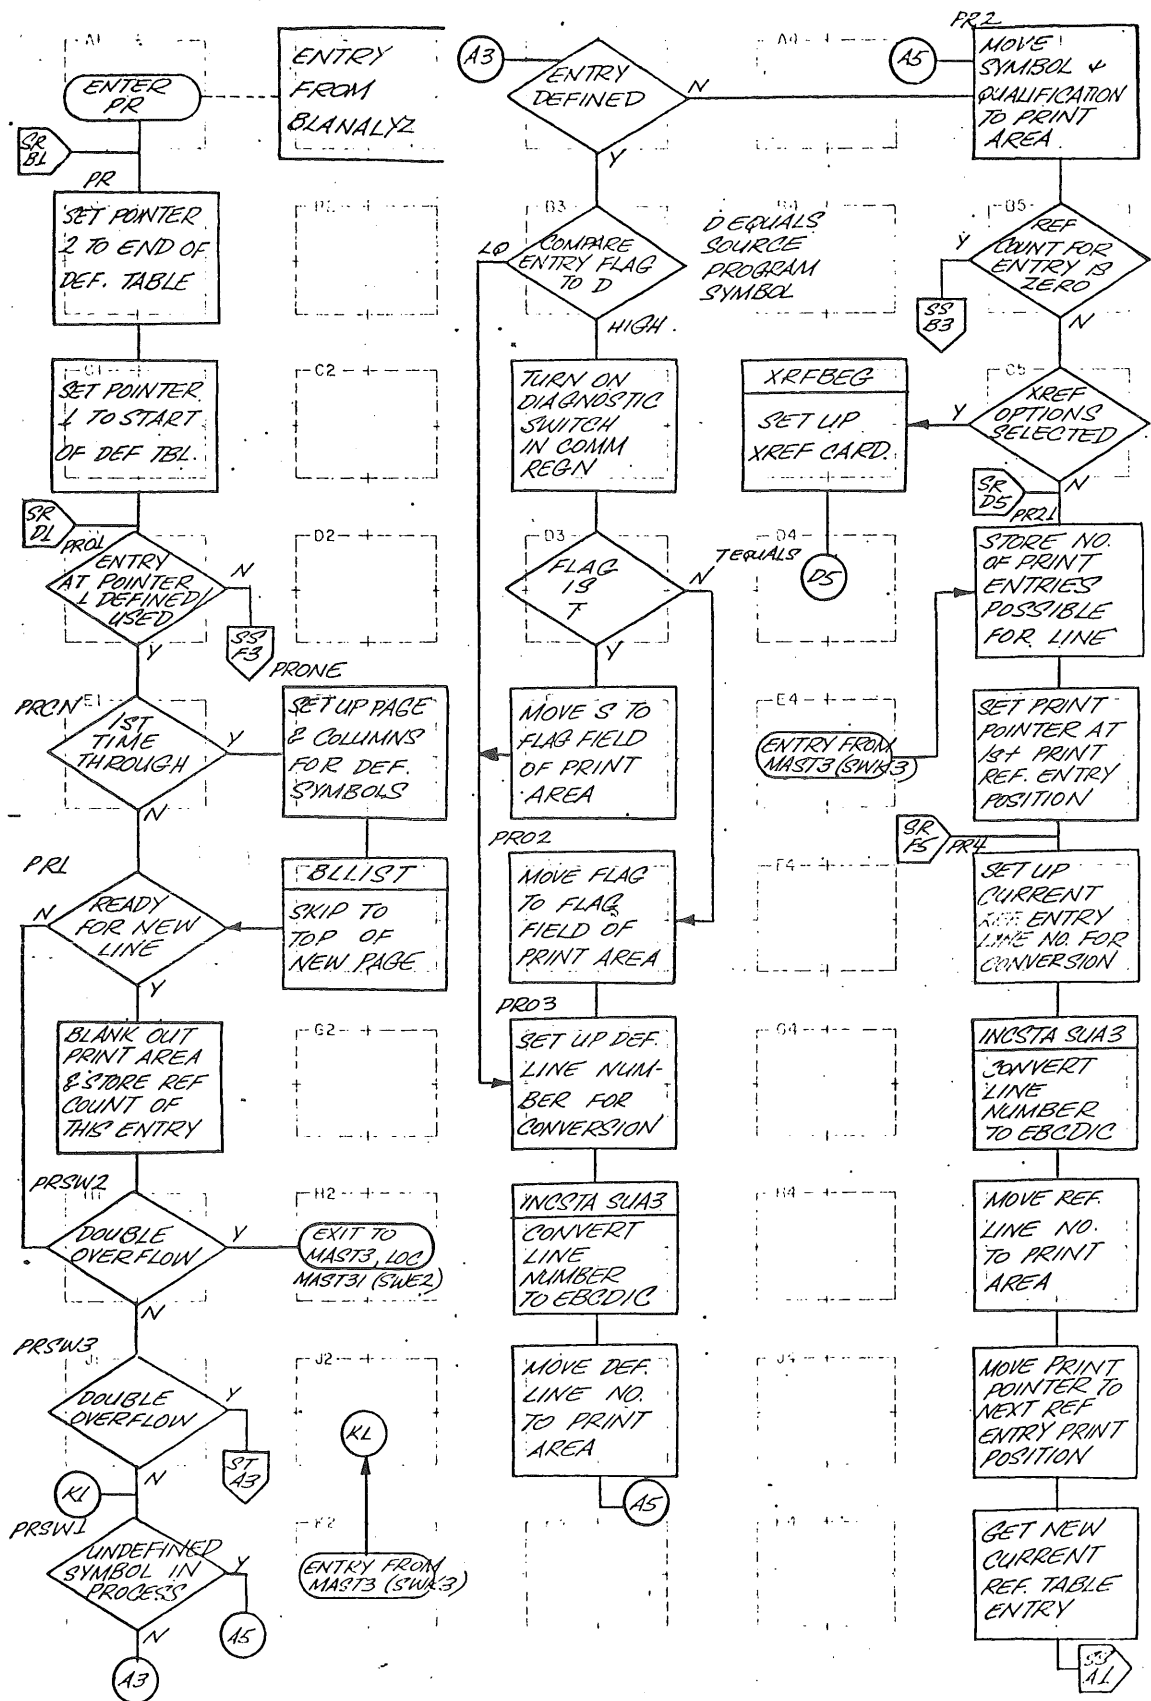 A1
ENTER
PR
ENTRY
FROM
BLANALYZ
SR
B1
PR
SET POINTER
2 TO END OF
DEF. TABLE
B2
C1
SET POINTER
1 TO START
OF DEF TBL.
C2
SR
D1
PR01
ENTRY
AT POINTER
1 DEFINED/
USED
N
Y
SS
F3
D2
PRCN
E1
1ST
TIME
THROUGH
Y
N
PRONE
SET UP PAGE
& COLUMNS
FOR DEF.
SYMBOLS
BLLIST
SKIP TO
TOP OF
NEW PAGE
PR1
N
READY
FOR NEW
LINE
Y
BLANK OUT
PRINT AREA
& STORE REF
COUNT OF
THIS ENTRY
G2
PRSW2
DOUBLE
OVERFLOW
Y
N
H2
EXIT TO
MAST3, LOC
MAST31 (SWE2)
PRSW3
DOUBLE
OVERFLOW
Y
N
ST
A3
J2
K1
K1
PRSW1
UNDEFINED
SYMBOL IN
PROCESS
Y
N
A5
A3
K2
ENTRY FROM
MAST3 (SWK3)
A3
ENTRY
DEFINED
N
Y
B3
LO
COMPARE
ENTRY FLAG
TO D
HIGH
D EQUALS
SOURCE
PROGRAM
SYMBOL
TURN ON
DIAGNOSTIC
SWITCH
IN COMM
REGN
D3
FLAG
IS
T
N
Y
T EQUALS
MOVE S TO
FLAG FIELD
OF PRINT
AREA
PR02
MOVE FLAG
TO FLAG
FIELD OF
PRINT AREA
PR03
SET UP DEF.
LINE NUM-
BER FOR
CONVERSION
INCSTA SUA3
CONVERT
LINE
NUMBER
TO EBCDIC
MOVE DEF.
LINE NO.
TO PRINT
AREA
A5
A4
B4
XRFBEG
SET UP
XREF CARD.
D4
D5
E4
ENTRY FROM
MAST3 (SWK3)
F4
G4
H4
J4
PR2
A5
MOVE
SYMBOL &
QUALIFICATION
TO PRINT
AREA
B5
REF
COUNT FOR
ENTRY IS
ZERO
Y
N
SS
B3
C5
XREF
OPTIONS
SELECTED
Y
N
SR
D5
PR21
STORE NO.
OF PRINT
ENTRIES
POSSIBLE
FOR LINE
SET PRINT
POINTER AT
1st PRINT
REF. ENTRY
POSITION
SR
F5
PR4
SET UP
CURRENT
REF ENTRY
LINE NO. FOR
CONVERSION
INCSTA SUA3
CONVERT
LINE
NUMBER
TO EBCDIC
MOVE REF.
LINE NO.
TO PRINT
AREA
MOVE PRINT
POINTER TO
NEXT REF
ENTRY PRINT
POSITION
GET NEW
CURRENT
REF. TABLE
ENTRY
SS
A1